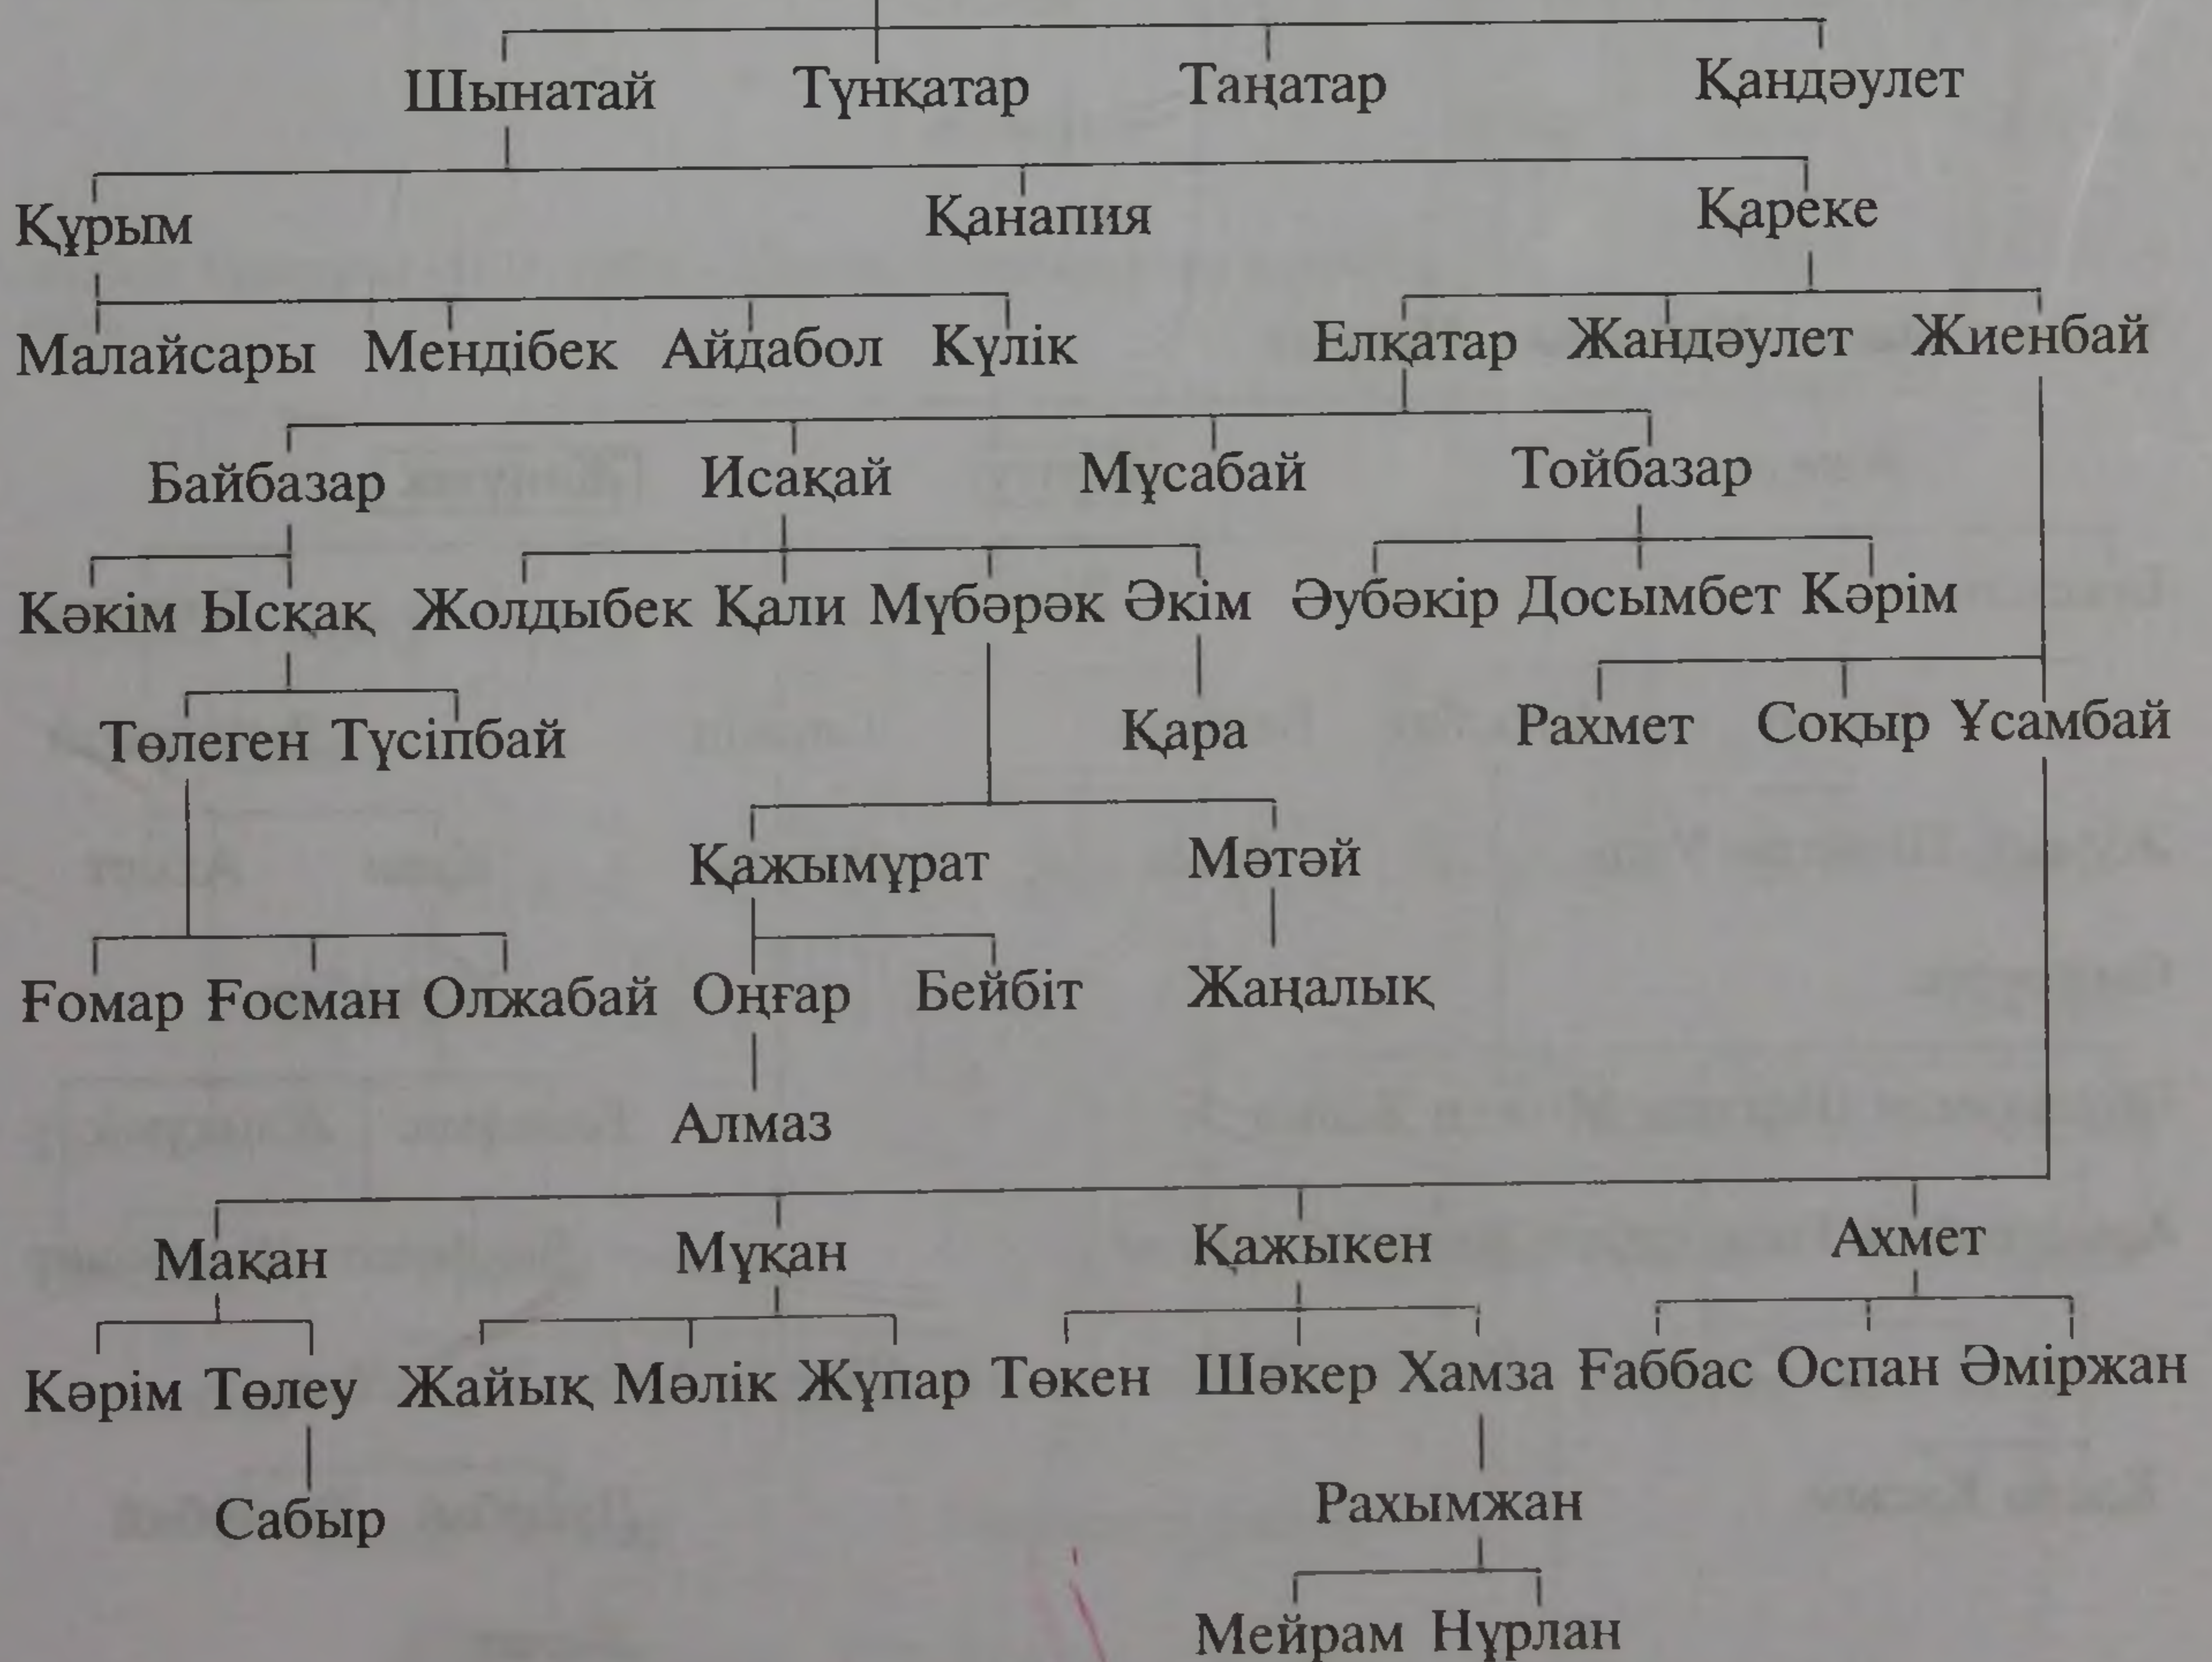 Шынатай Түнқатар Таңатар Қандәулет
Құрым Қанапия Қареке
Малайсары Мендібек Айдабол Күлік Елқатар Жандәулет Жиенбай
Байбазар Исақай Мұсабай Тойбазар
Кәкім Ысқақ Жолдыбек Қали Мүбәрәк Әкім Әубәкір Досымбет Кәрім
Төлеген Түсіпбай Қара Рахмет Соқыр Ұсамбай
Қажымұрат Мәтәй
Ғомар Ғосман Олжабай Оңғар Бейбіт Жаңалық
Алмаз
Мақан Мұқан Қажыкен Ахмет
Кәрім Төлеу Жайық Мәлік Жұпар Төкен Шәкер Хамза Ғаббас Оспан Әміржан
Сабыр Рахымжан
Мейрам Нұрлан